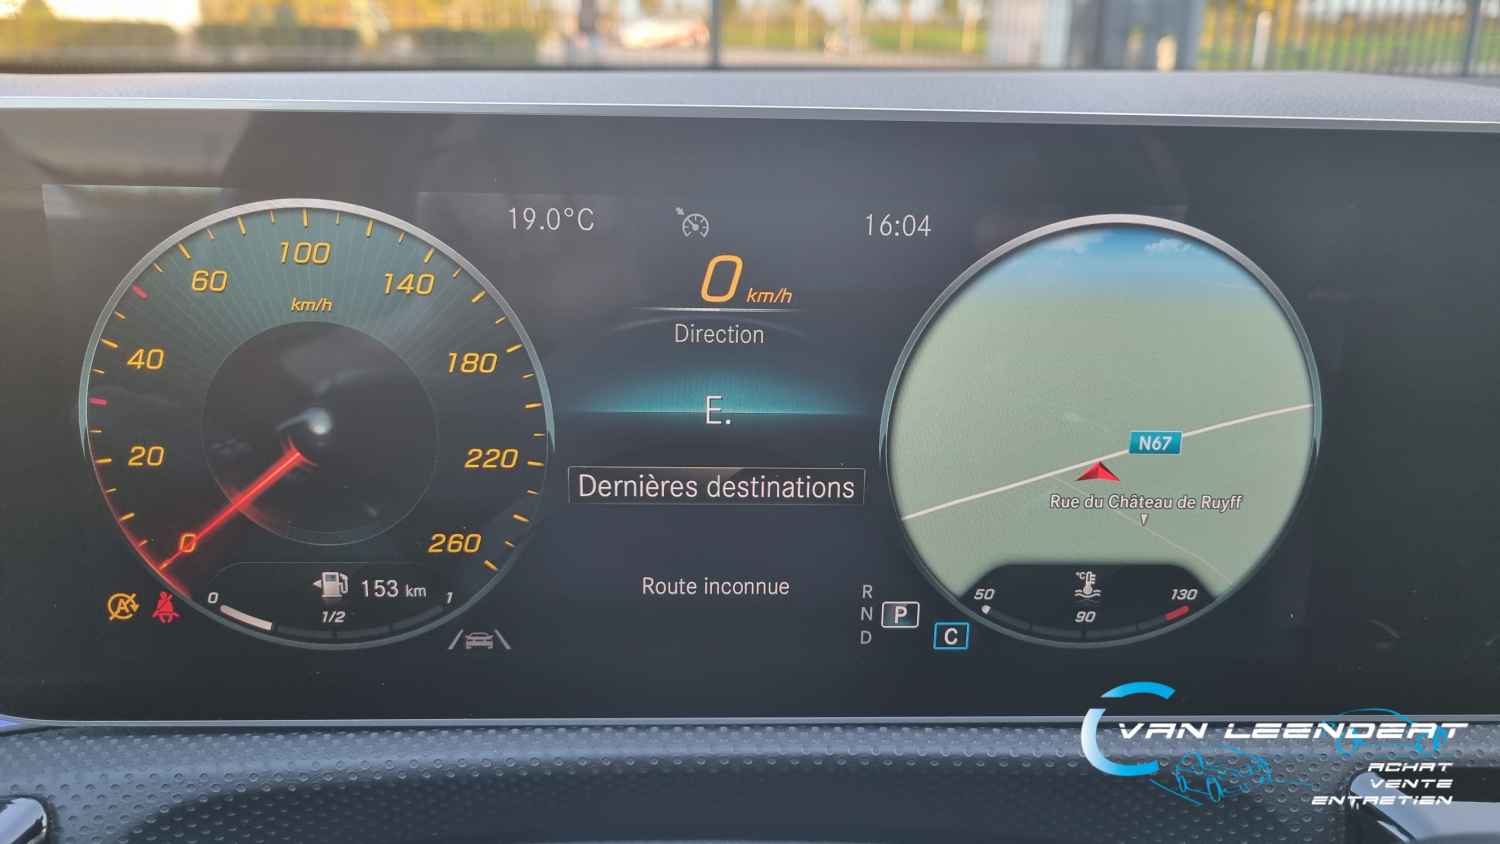 19.0°C
16:04
0 km/h
Direction
E.
Dernières destinations
Route inconnue
0
20
40
60
100
140
180
220
260
km/h
153 km
0
1/2
1
N67
Rue du Château de Ruyff
R
N
P
D
C
°C
50
90
130
A
VAN LEENDERT
ACHAT
VENTE
ENTRETIEN